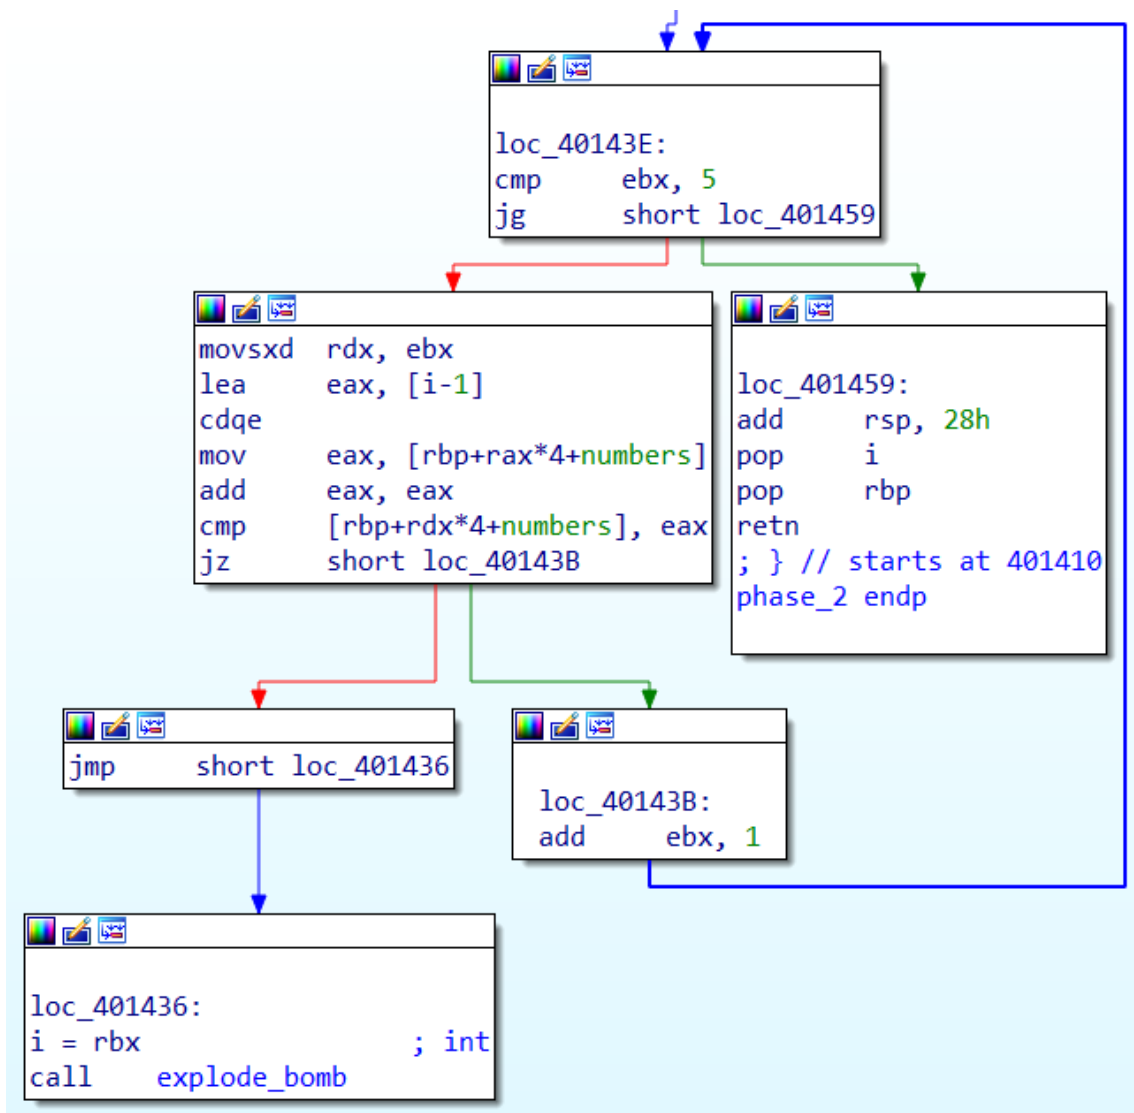 loc_40143E:
cmp ebx, 5
jg short loc_401459
movsxd rdx, ebx
lea eax, [i-1]
cdqe
mov eax, [rbp+rax*4+numbers]
add eax, eax
cmp [rbp+rdx*4+numbers], eax
jz short loc_40143B
loc_401459:
add rsp, 28h
pop i
pop rbp
retn
; } // starts at 401410
phase_2 endp
jmp short loc_401436
loc_40143B:
add ebx, 1
loc_401436:
i = rbx ; int
call explode_bomb